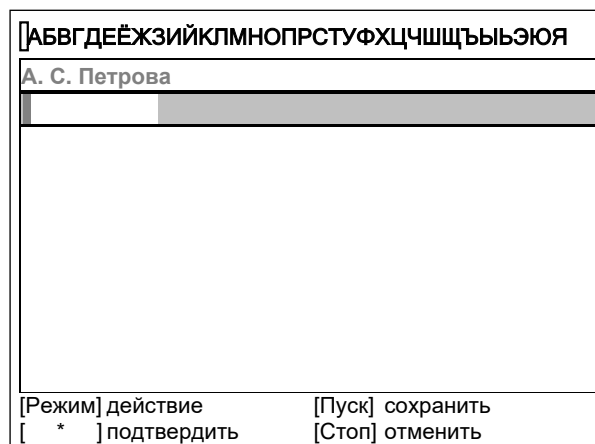 АБВГДЕЁЖЗИЙКЛМНОПРСТУФХЦЧШЩЪЫЬЭЮЯ
А. С. Петрова
[Режим] действие [Пуск] сохранить
[ * ] подтвердить [Стоп] отменить